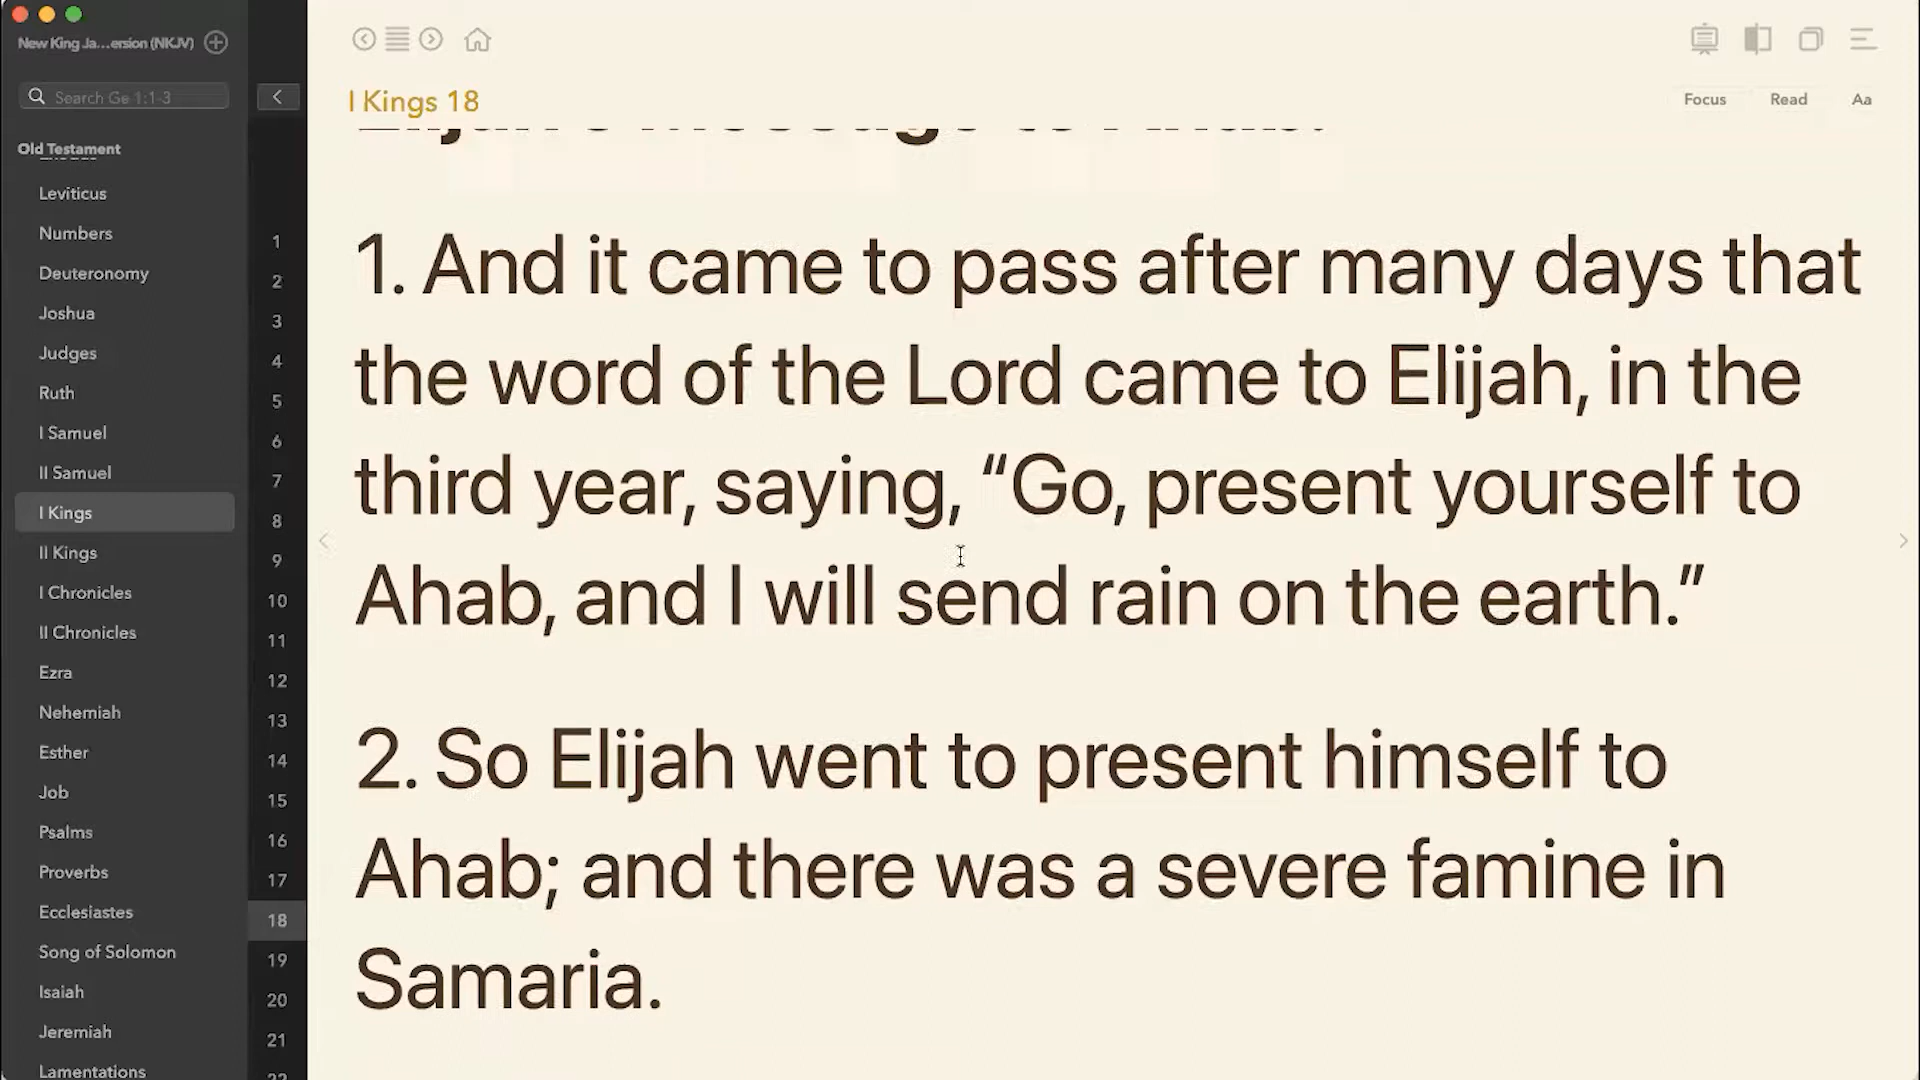 New King Ja...ersion (NKJV)
Search Ge 1:1-3
Old Testament
Leviticus
Numbers
Deuteronomy
Joshua
Judges
Ruth
I Samuel
II Samuel
I Kings
II Kings
I Chronicles
II Chronicles
Ezra
Nehemiah
Esther
Job
Psalms
Proverbs
Ecclesiastes
Song of Solomon
Isaiah
Jeremiah
Lamentations
1
2
3
4
5
6
7
8
9
10
11
12
13
14
15
16
17
18
19
20
21
22
I Kings 18
Focus
Read
Aa
1. And it came to pass after many days that
the word of the Lord came to Elijah, in the
third year, saying, “Go, present yourself to
Ahab, and I will send rain on the earth.”
2. So Elijah went to present himself to
Ahab; and there was a severe famine in
Samaria.